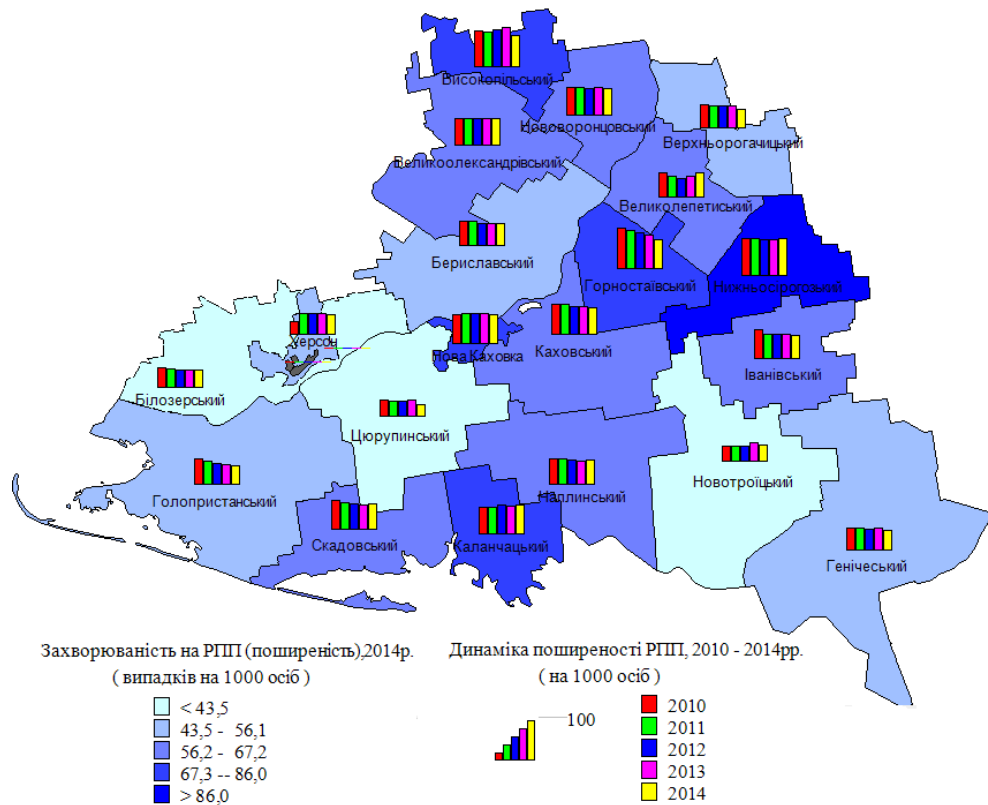 Високопільський
Нововоронцовський
Верхньорогачицький
Великоолександрівський
Великолепетиський
Бериславський
Горностаївський
Нижньосірогозький
Херсон
Нова Каховка
Каховський
Іванівський
Білозерський
Цюрупинський
Новотроїцький
Голопристанський
Чаплинський
Скадовський
Каланчацький
Генічеський
Захворюваність на РПП (поширеність),2014р.
( випадків на 1000 осіб )
< 43,5
43,5 - 56,1
56,2 - 67,2
67,3 -- 86,0
> 86,0
Динаміка поширеності РПП, 2010 - 2014рр.
( на 1000 осіб )
100
2010
2011
2012
2013
2014